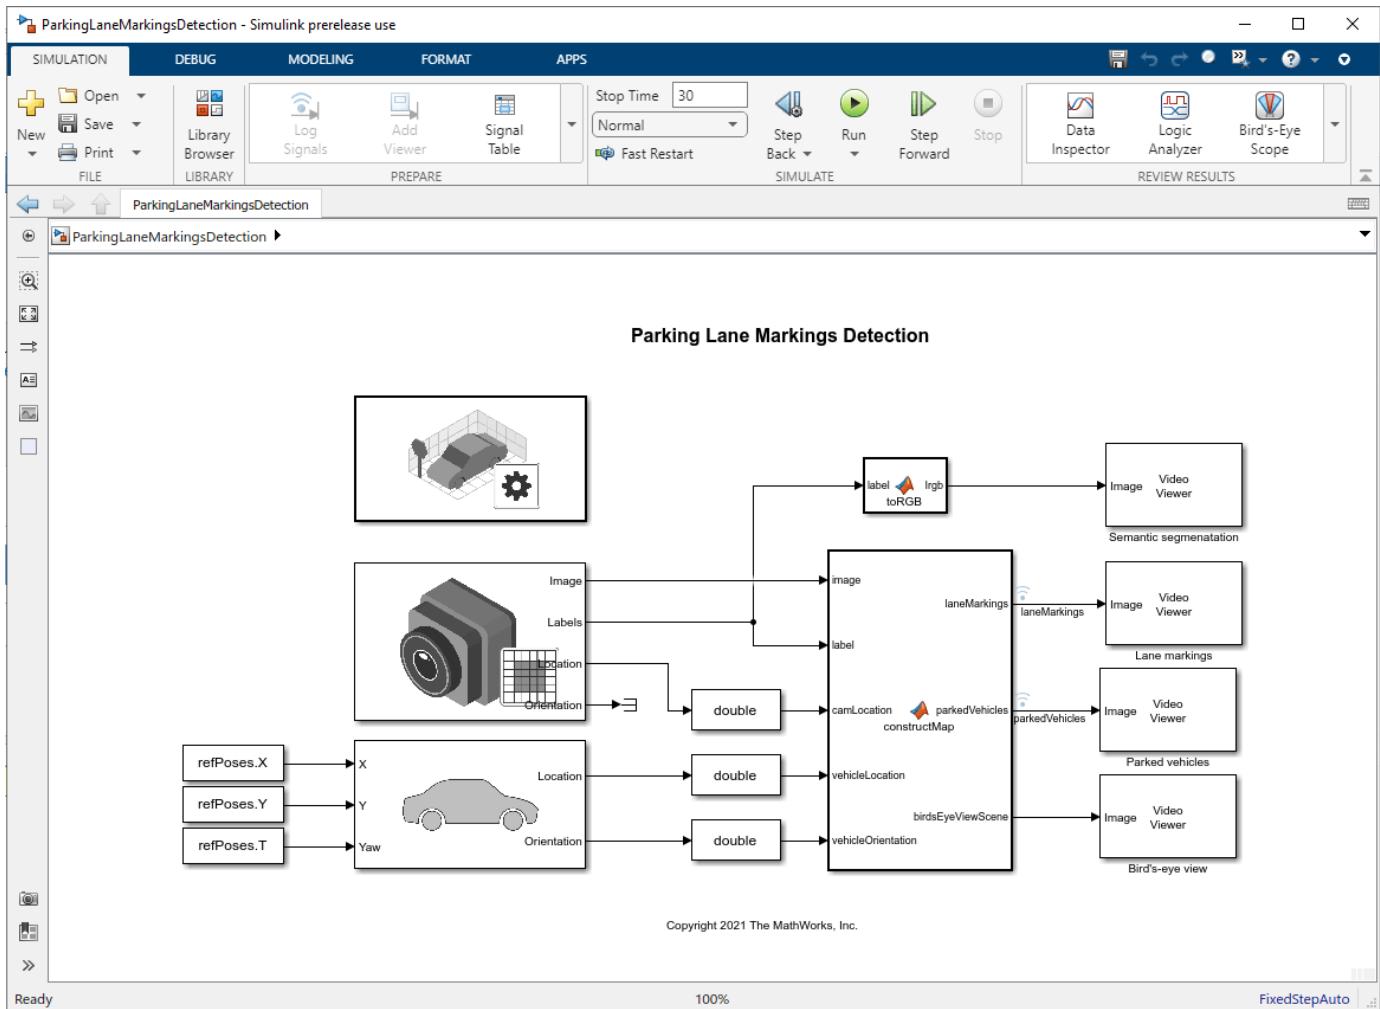 ParkingLaneMarkingsDetection - Simulink prerelease use
SIMULATION DEBUG MODELING FORMAT APPS
New
Open
Save
Print
FILE
Library
Browser
LIBRARY
Log
Signals
Add
Viewer
Signal
Table
PREPARE
Stop Time 30
Normal
Fast Restart
Step
Back
Run
Step
Forward
Stop
SIMULATE
Data
Inspector
Logic
Analyzer
Bird's-Eye
Scope
REVIEW RESULTS
ParkingLaneMarkingsDetection
ParkingLaneMarkingsDetection
Parking Lane Markings Detection
label lrgb
toRGB
Image
Video
Viewer
Semantic segmenatation
Image
Labels
Location
Orientation
image
label
camLocation
vehicleLocation
vehicleOrientation
constructMap
laneMarkings
parkedVehicles
birdsEyeViewScene
laneMarkings
parkedVehicles
Image
Video
Viewer
Lane markings
Image
Video
Viewer
Parked vehicles
Image
Video
Viewer
Bird's-eye view
double
double
double
refPoses.X
refPoses.Y
refPoses.T
X
Y
Yaw
Location
Orientation
Copyright 2021 The MathWorks, Inc.
Ready 100% FixedStepAuto